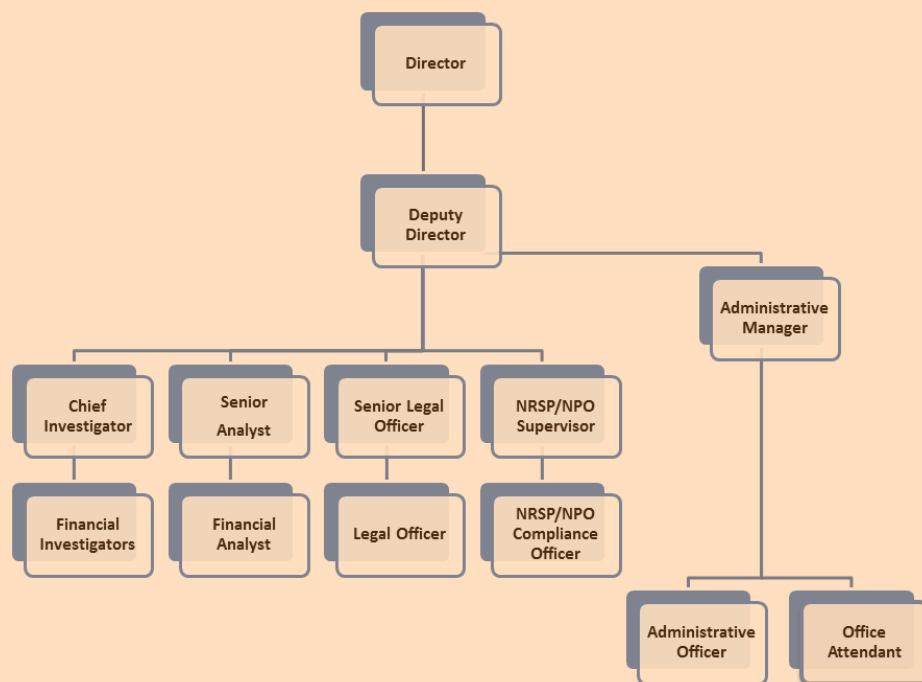 Director
Deputy
Director
Administrative
Manager
Chief
Investigator
Senior
Analyst
Senior Legal
Officer
NRSP/NPO
Supervisor
Financial
Investigators
Financial
Analyst
Legal Officer
NRSP/NPO
Compliance
Officer
Administrative
Officer
Office
Attendant